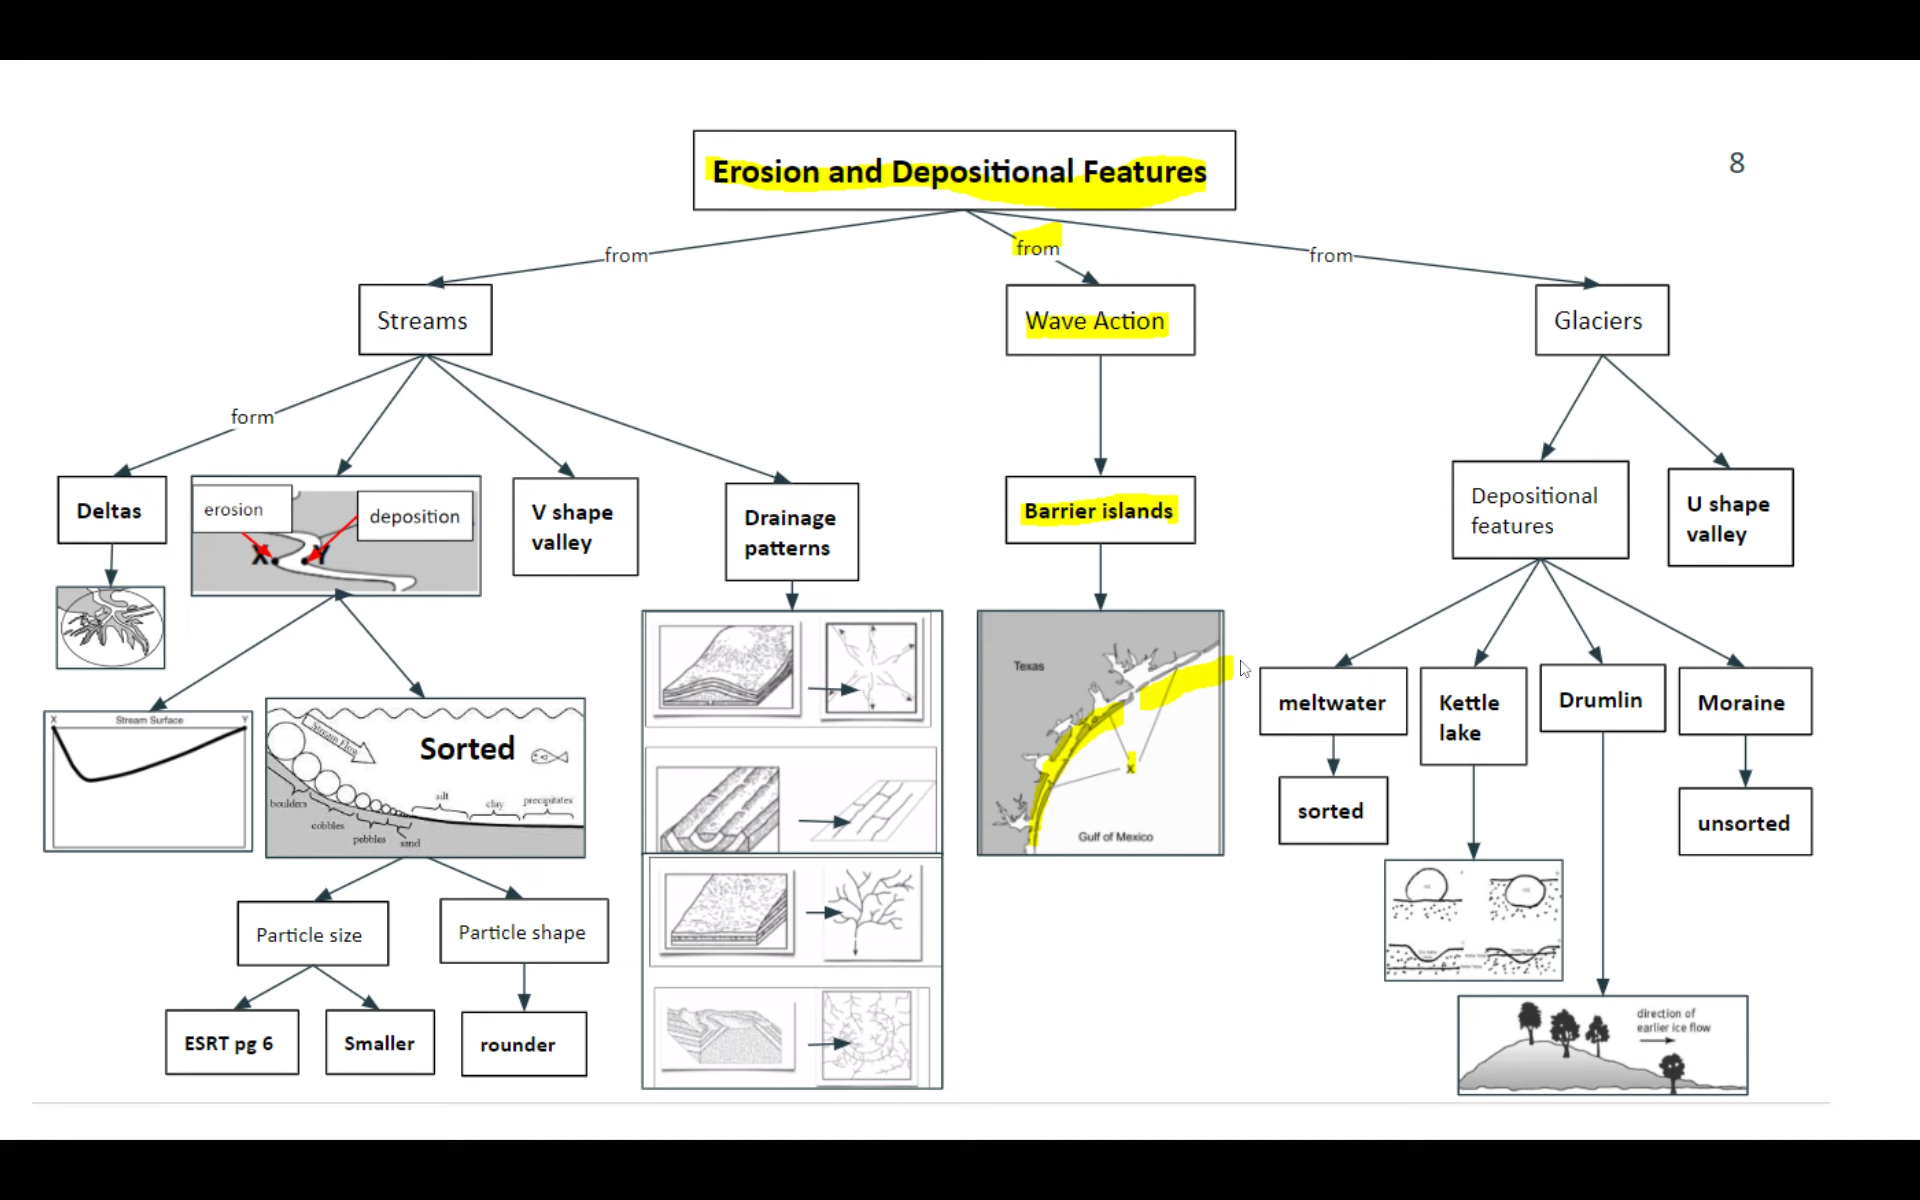 Erosion and Depositional Features
8
from
from
from
Streams
Wave Action
Glaciers
form
Deltas
erosion
deposition
X
Y
V shape
valley
Drainage
patterns
Barrier islands
Depositional
features
U shape
valley
Texas
X
Gulf of Mexico
meltwater
Kettle
lake
Drumlin
Moraine
X
Stream Surface
Y
Stream Flow
Sorted
boulders
cobbles
pebbles
sand
silt
clay
precipitates
sorted
unsorted
Particle size
Particle shape
ESRT pg 6
Smaller
rounder
direction of
earlier ice flow